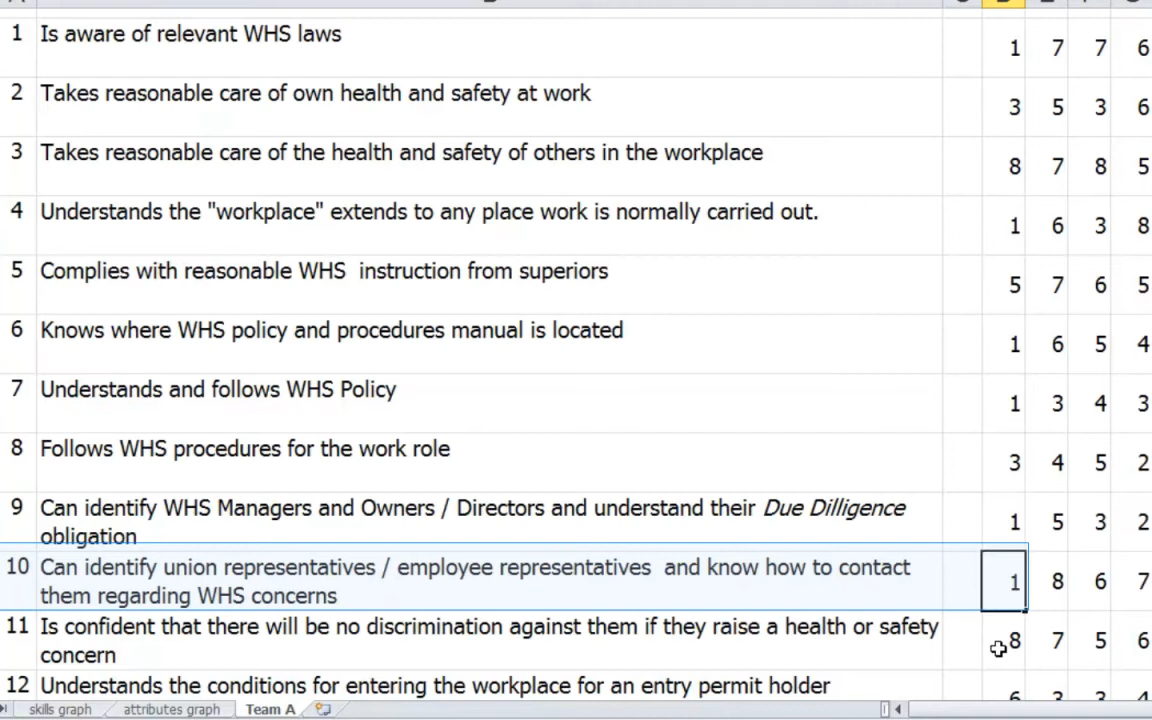 1 Is aware of relevant WHS laws 1 7 7 6
2 Takes reasonable care of own health and safety at work 3 5 3 6
3 Takes reasonable care of the health and safety of others in the workplace 8 7 8 5
4 Understands the "workplace" extends to any place work is normally carried out. 1 6 3 8
5 Complies with reasonable WHS instruction from superiors 5 7 6 5
6 Knows where WHS policy and procedures manual is located 1 6 5 4
7 Understands and follows WHS Policy 1 3 4 3
8 Follows WHS procedures for the work role 3 4 5 2
9 Can identify WHS Managers and Owners / Directors and understand their Due Dilligence 1 5 3 2
obligation
10 Can identify union representatives / employee representatives and know how to contact 1 8 6 7
them regarding WHS concerns
11 Is confident that there will be no discrimination against them if they raise a health or safety 8 7 5 6
concern
12 Understands the conditions for entering the workplace for an entry permit holder 6 3 3 4
skills graph attributes graph Team A